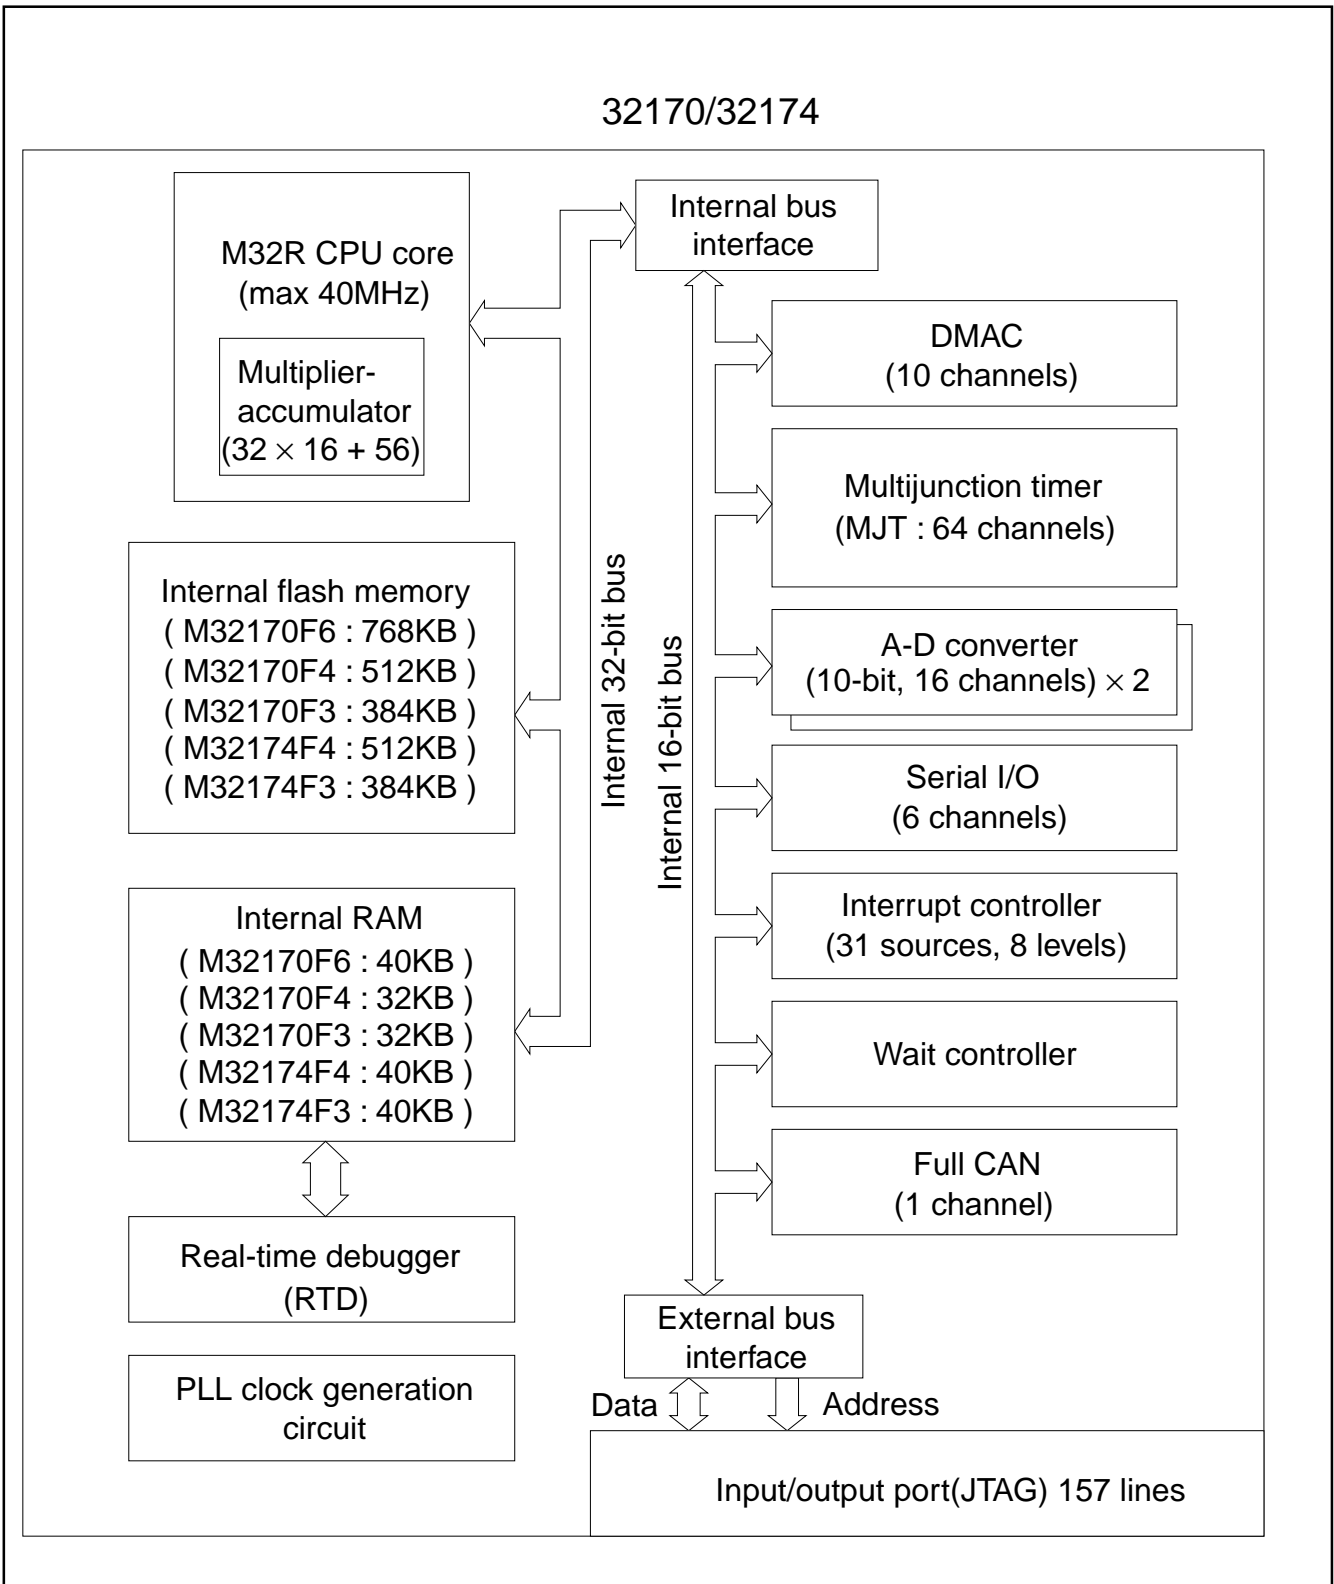 32170/32174
M32R CPU core
(max 40MHz)
Multiplier-
accumulator
(32 × 16 + 56)
Internal flash memory
( M32170F6 : 768KB )
( M32170F4 : 512KB )
( M32170F3 : 384KB )
( M32174F4 : 512KB )
( M32174F3 : 384KB )
Internal RAM
( M32170F6 : 40KB )
( M32170F4 : 32KB )
( M32170F3 : 32KB )
( M32174F4 : 40KB )
( M32174F3 : 40KB )
Real-time debugger
(RTD)
PLL clock generation
circuit
Internal 32-bit bus
Internal 16-bit bus
Internal bus
interface
DMAC
(10 channels)
Multijunction timer
(MJT : 64 channels)
A-D converter
(10-bit, 16 channels) × 2
Serial I/O
(6 channels)
Interrupt controller
(31 sources, 8 levels)
Wait controller
Full CAN
(1 channel)
External bus
interface
Data
Address
Input/output port(JTAG) 157 lines